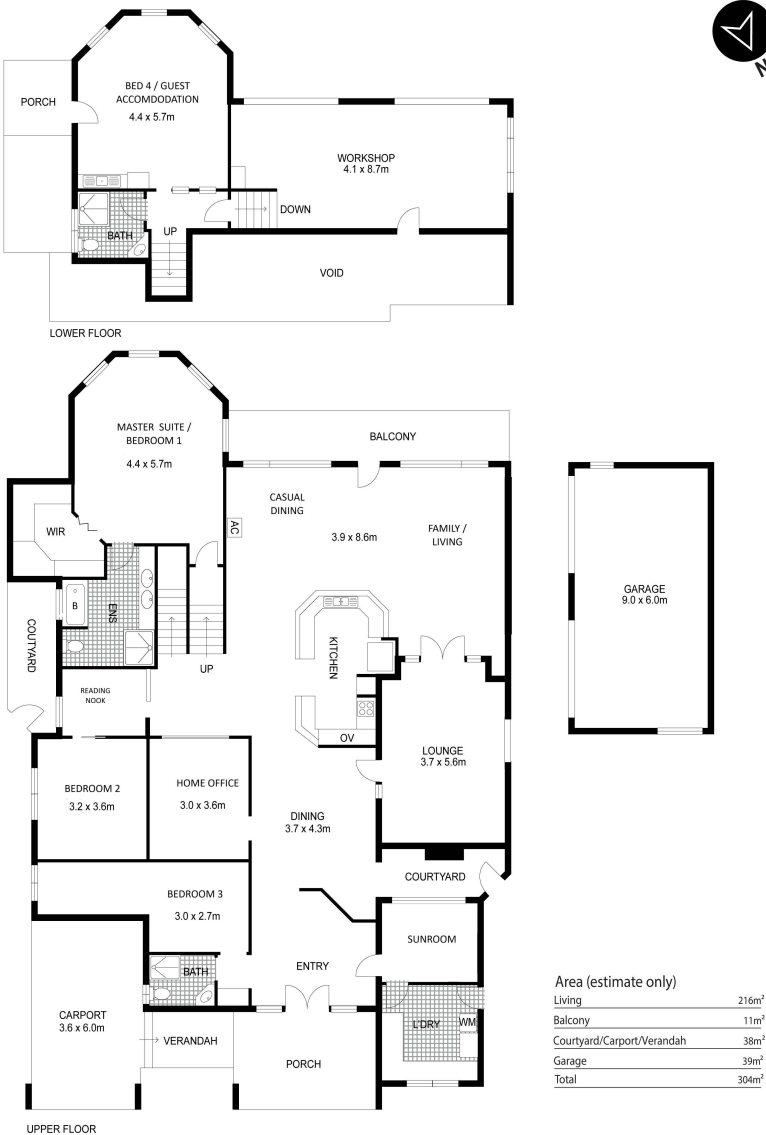 N
BED 4 / GUEST
ACCOMDODATION
4.4 x 5.7m
PORCH
WORKSHOP
4.1 x 8.7m
DOWN
BATH
UP
VOID
LOWER FLOOR
MASTER SUITE /
BEDROOM 1
4.4 x 5.7m
BALCONY
CASUAL
DINING
AC
3.9 x 8.6m
FAMILY /
LIVING
WIR
B
ENS
COUTYARD
KITCHEN
UP
READING
NOOK
OV
LOUNGE
3.7 x 5.6m
GARAGE
9.0 x 6.0m
BEDROOM 2
3.2 x 3.6m
HOME OFFICE
3.0 x 3.6m
DINING
3.7 x 4.3m
COURTYARD
BEDROOM 3
3.0 x 2.7m
SUNROOM
ENTRY
BATH
CARPORT
3.6 x 6.0m
VERANDAH
PORCH
L'DRY
WM
UPPER FLOOR
Area (estimate only)
Living 216m²
Balcony 11m²
Courtyard/Carport/Verandah 38m²
Garage 39m²
Total 304m²